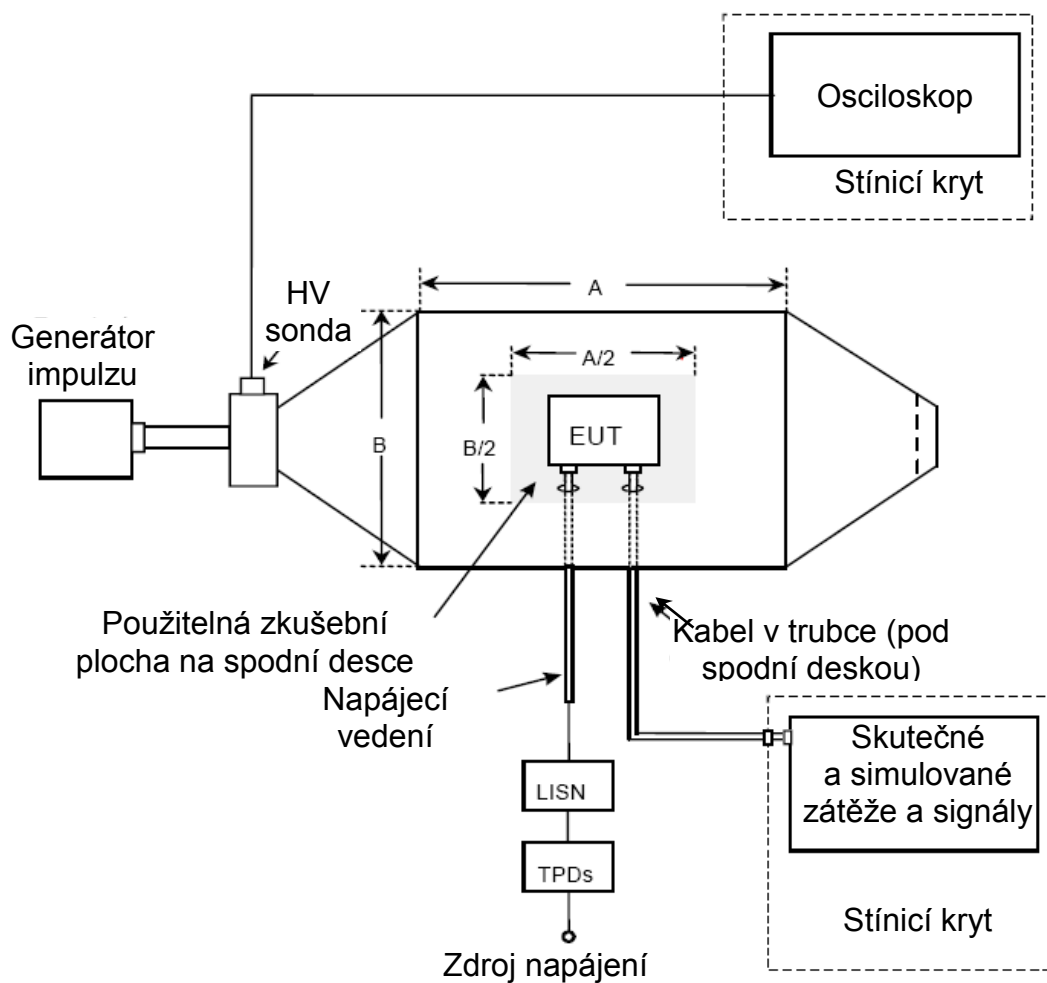 Osciloskop
Stínicí kryt
HV
sonda
Generátor
impulzu
A
A/2
B
B/2
EUT
Použitelná zkušební
plocha na spodní desce
Napájecí
vedení
Kabel v trubce (pod
spodní deskou)
LISN
TPDs
Zdroj napájení
Skutečné
a simulované
zátěže a signály
Stínicí kryt